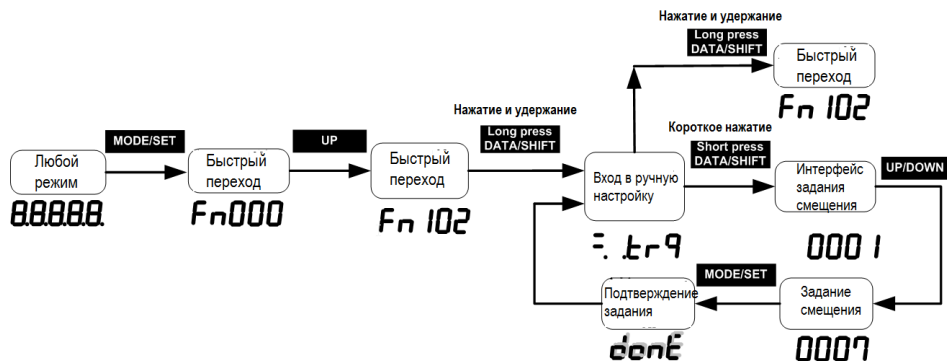 Нажатие и удержание
Long press
DATA/SHIFT
Быстрый
переход
Fn 102
Нажатие и удержание
Long press
DATA/SHIFT
Короткое нажатие
Short press
DATA/SHIFT
MODE/SET
UP
UP/DOWN
Любой
режим
8.8.8.8.8.
Быстрый
переход
Fn000
Быстрый
переход
Fn 102
Вход в ручную
настройку
.trq
Интерфейс
задания
смещения
0001
MODE/SET
Подтверждение
задания
donE
Задание
смещения
0007